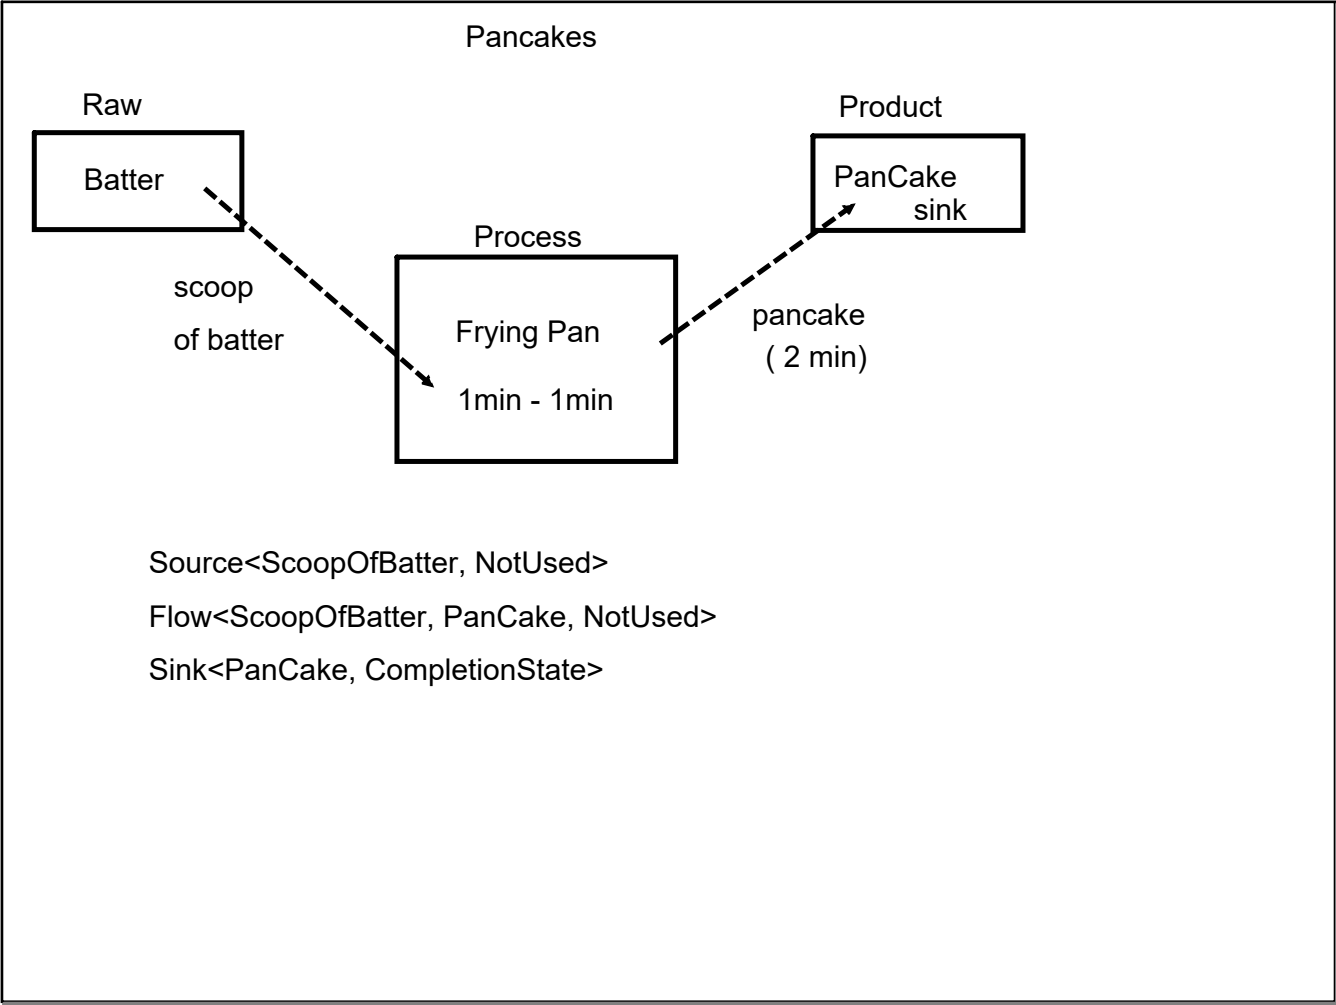 Pancakes
Raw
Batter
scoop
of batter
Process
Frying Pan
1min - 1min
Product
PanCake
sink
pancake
( 2 min)
Source<ScoopOfBatter, NotUsed>
Flow<ScoopOfBatter, PanCake, NotUsed>
Sink<PanCake, CompletionState>